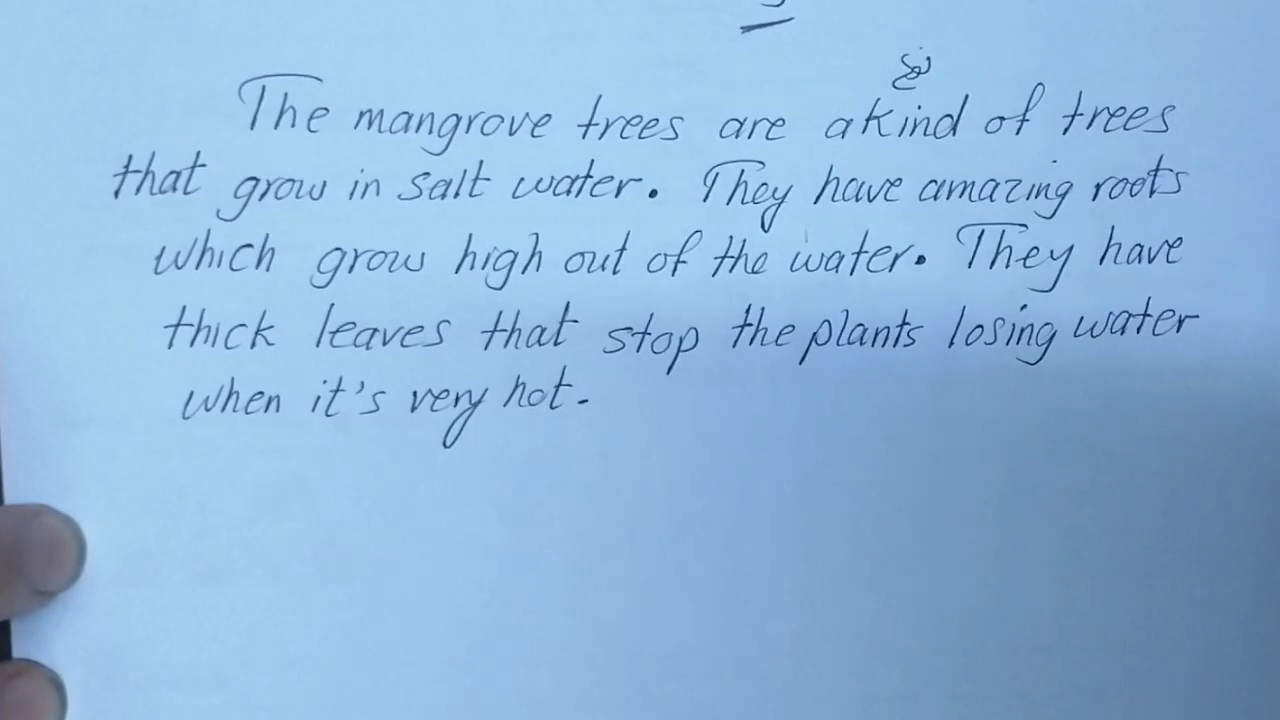 نوع
The mangrove trees are a kind of trees
that grow in salt water. They have amazing roots
which grow high out of the water. They have
thick leaves that stop the plants losing water
when it's very hot.